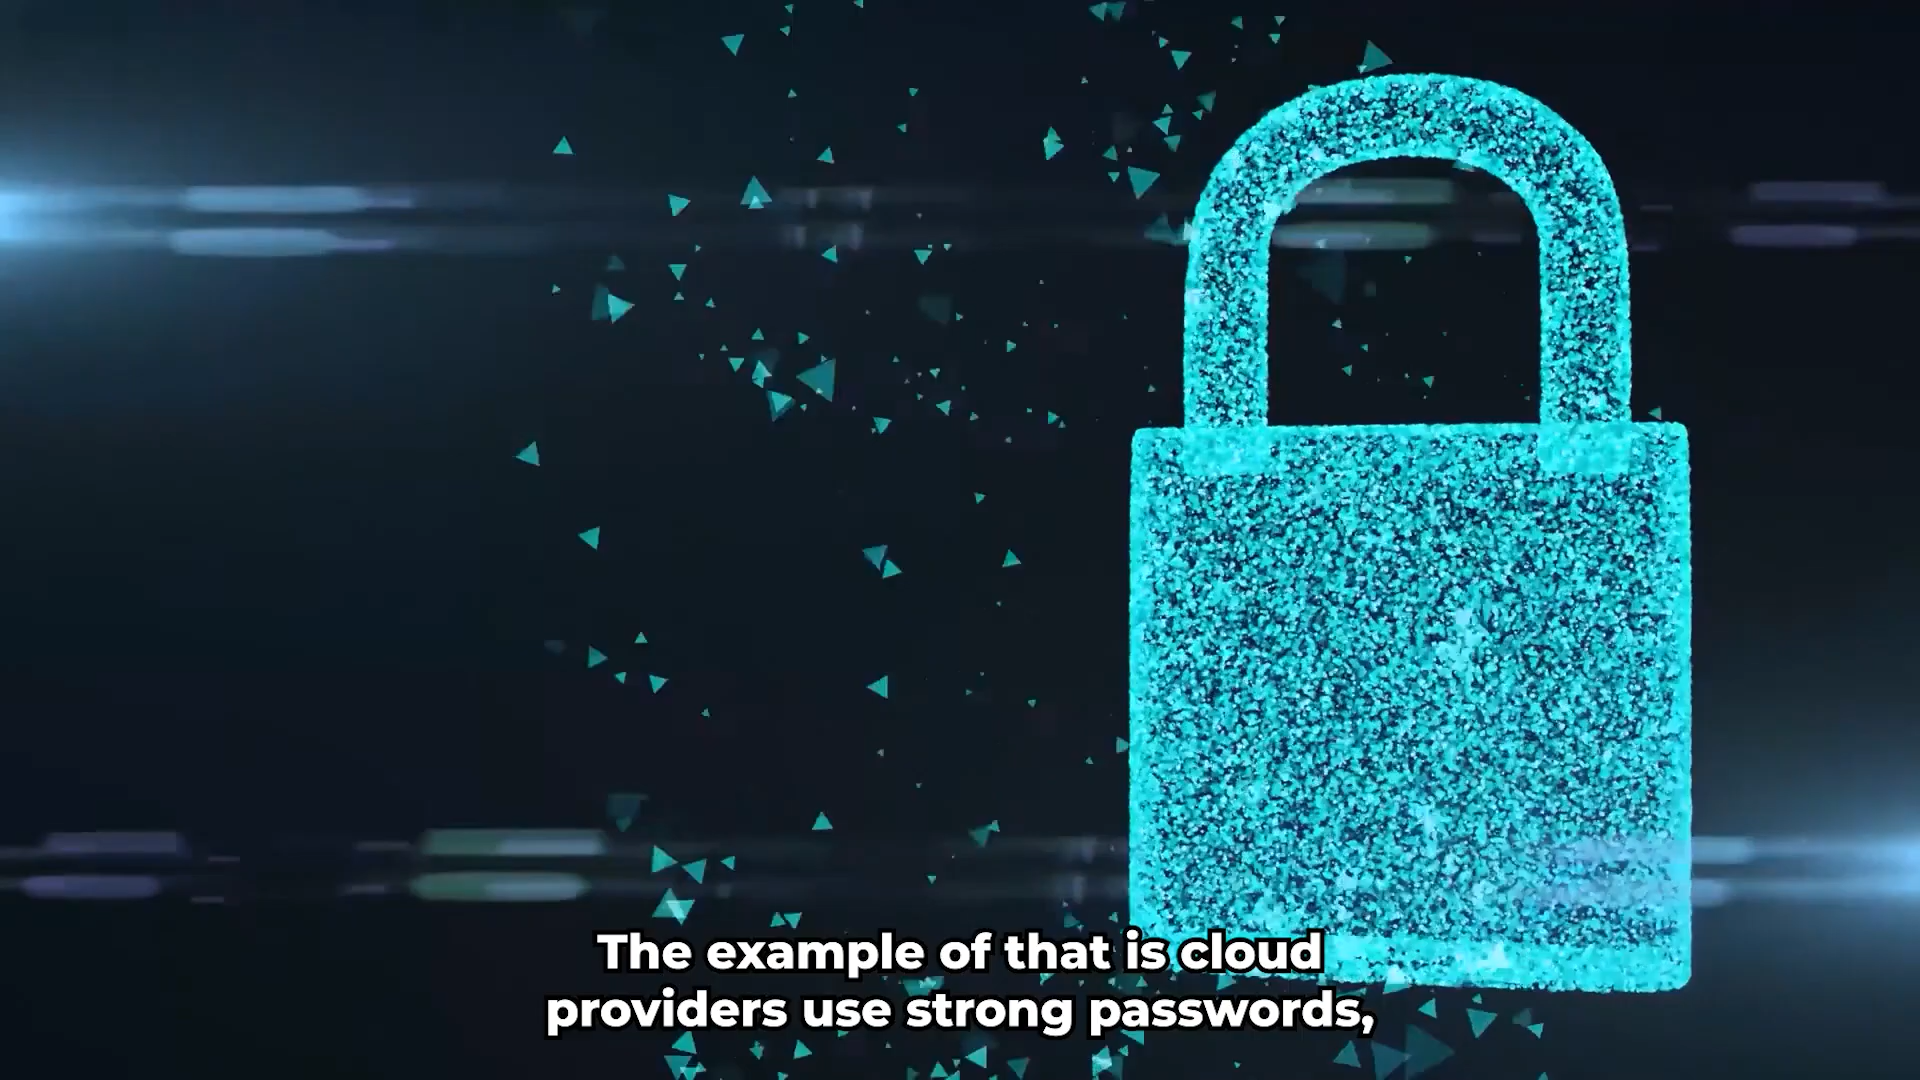 The example of that is cloud
providers use strong passwords,